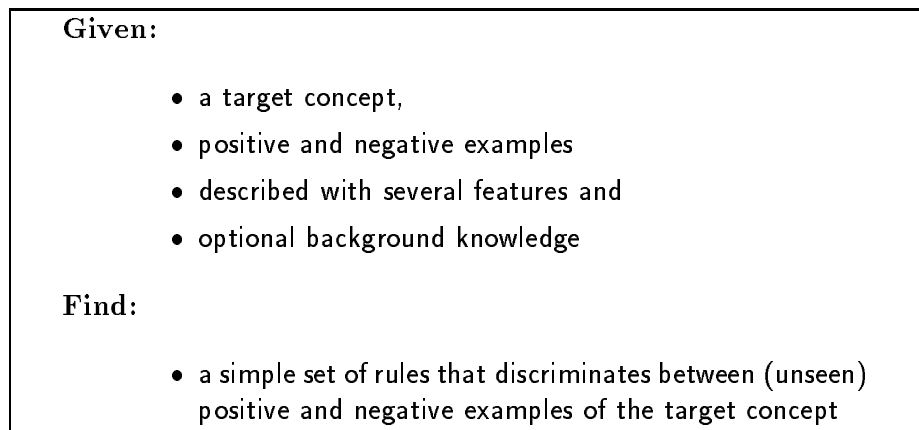 Given:
• a target concept,
• positive and negative examples
• described with several features and
• optional background knowledge
Find:
• a simple set of rules that discriminates between (unseen)
positive and negative examples of the target concept